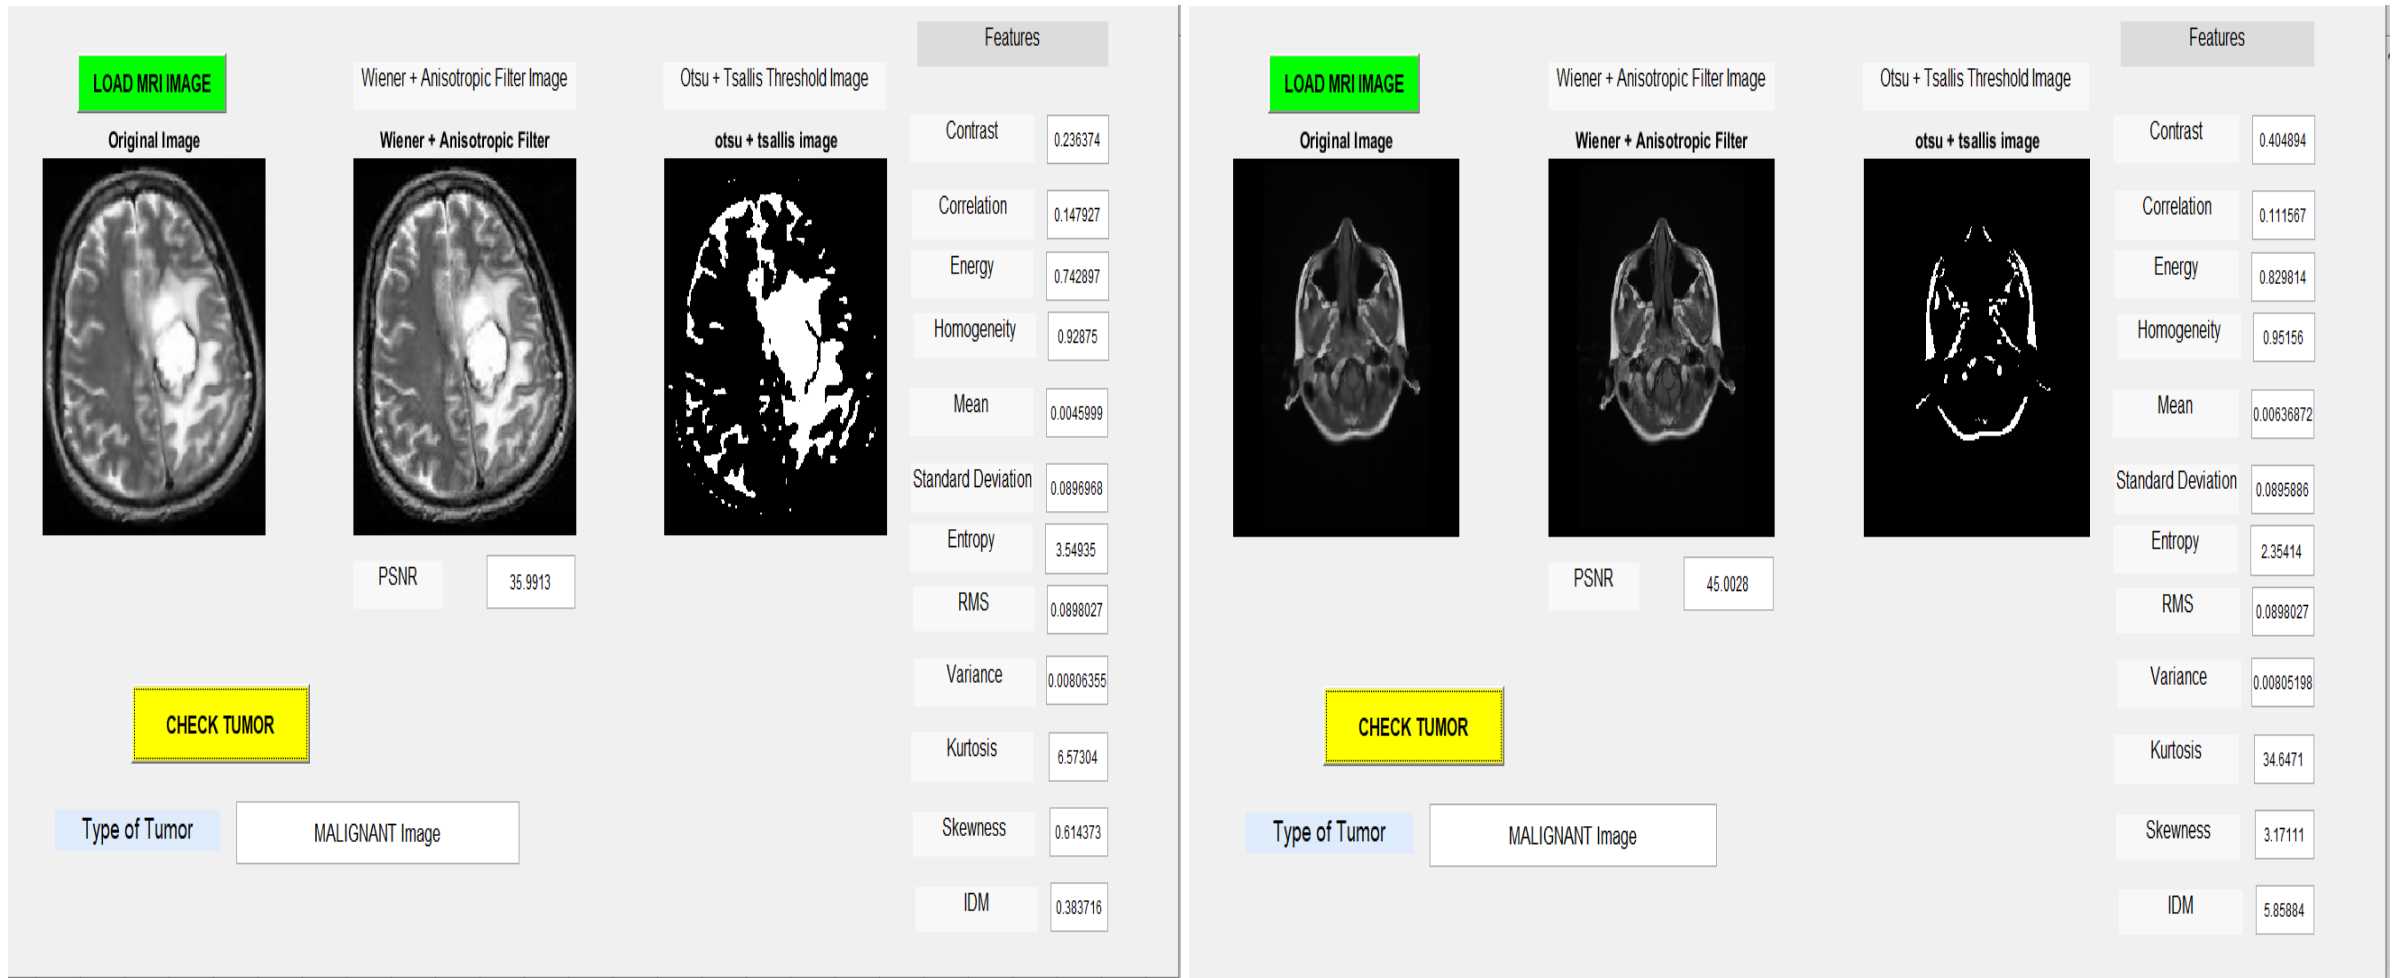 Features
LOAD MRI IMAGE
Wiener + Anisotropic Filter Image
Otsu + Tsallis Threshold Image
Original Image
Wiener + Anisotropic Filter
otsu + tsallis image
Contrast
0.236374
Correlation
0.147927
Energy
0.742897
Homogeneity
0.92875
Mean
0.0045999
Standard Deviation
0.0896968
Entropy
3.54935
PSNR
35.9913
RMS
0.0898027
Variance
0.00806355
CHECK TUMOR
Kurtosis
6.57304
Type of Tumor
MALIGNANT Image
Skewness
0.614373
IDM
0.383716
Features
LOAD MRI IMAGE
Wiener + Anisotropic Filter Image
Otsu + Tsallis Threshold Image
Original Image
Wiener + Anisotropic Filter
otsu + tsallis image
Contrast
0.404894
Correlation
0.111567
Energy
0.829814
Homogeneity
0.95156
Mean
0.00636872
Standard Deviation
0.0895886
Entropy
2.35414
PSNR
45.0028
RMS
0.0898027
Variance
0.00805198
CHECK TUMOR
Kurtosis
34.6471
Type of Tumor
MALIGNANT Image
Skewness
3.17111
IDM
5.85884